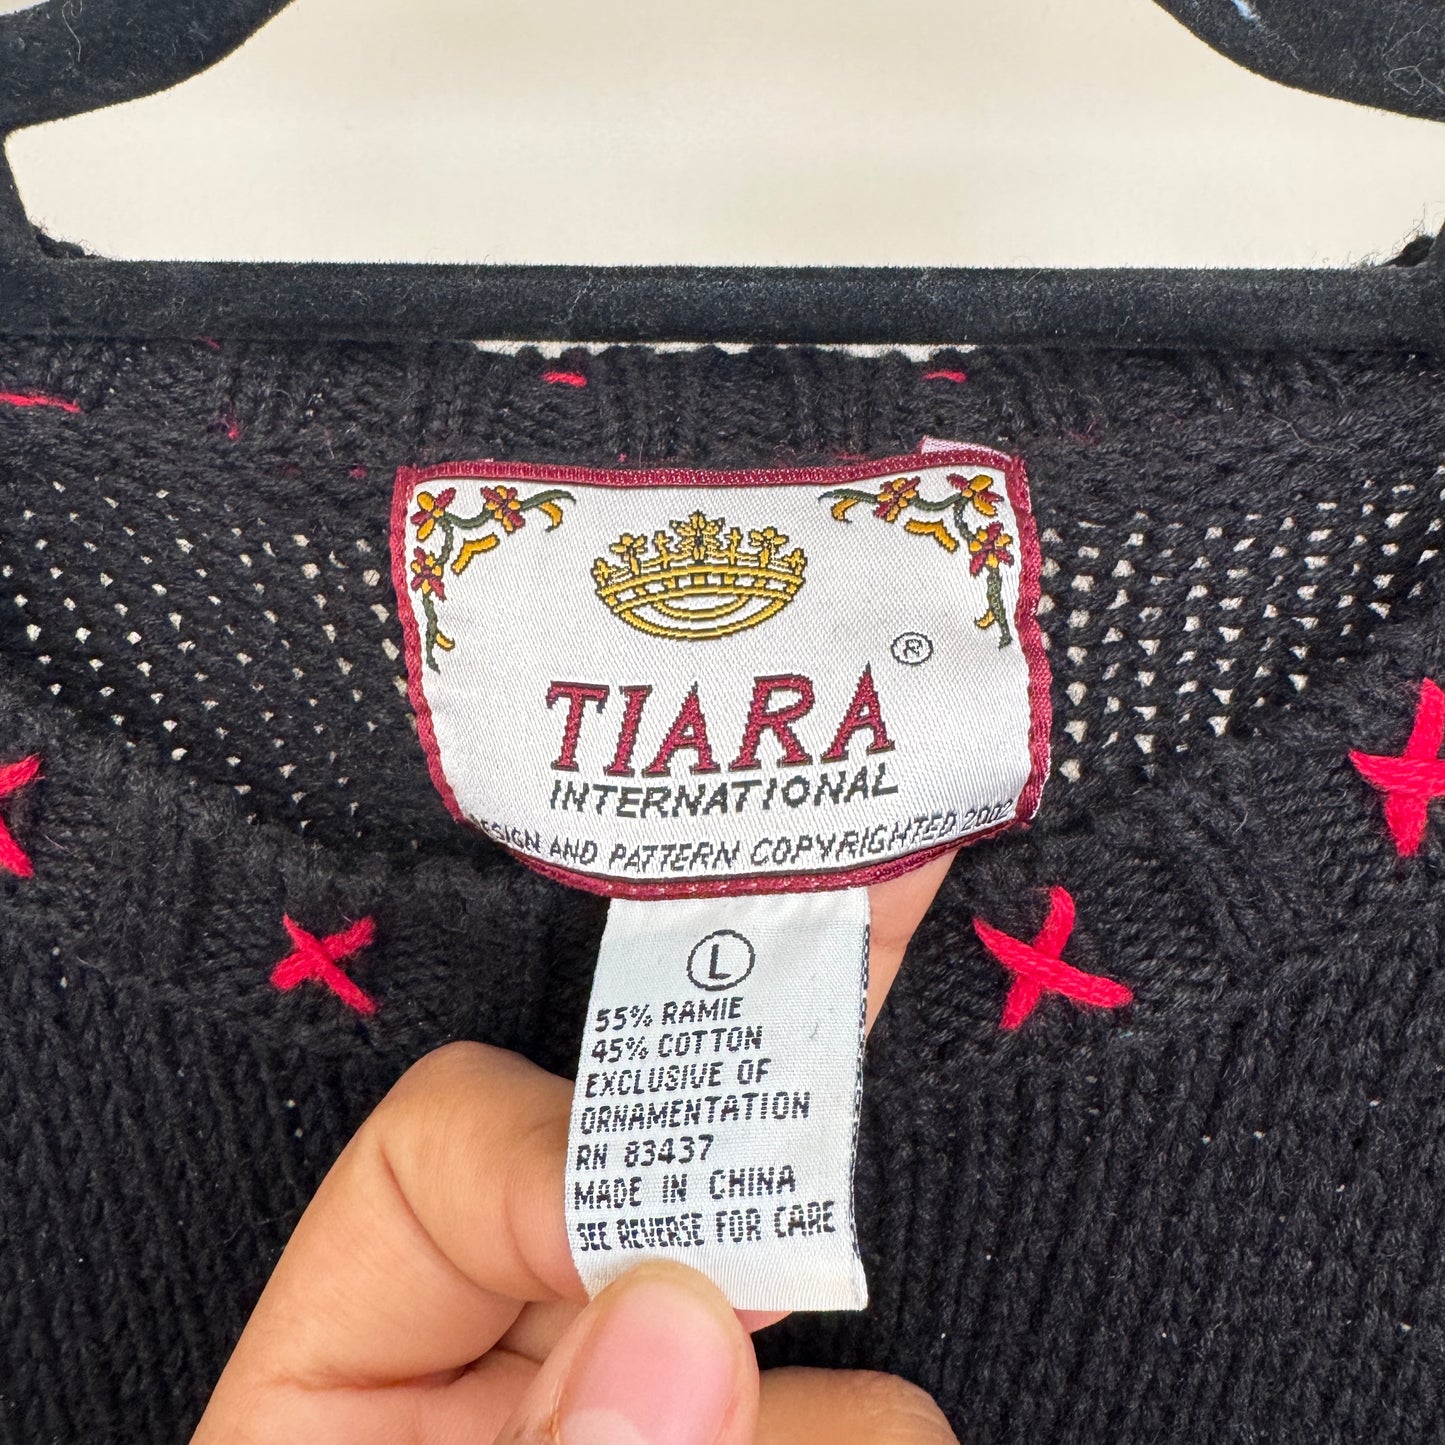 ®
TIARA
INTERNATIONAL
DESIGN AND PATTERN COPYRIGHTED 2002
L
55% RAMIE
45% COTTON
EXCLUSIVE OF
ORNAMENTATION
RN 83437
MADE IN CHINA
SEE REVERSE FOR CARE